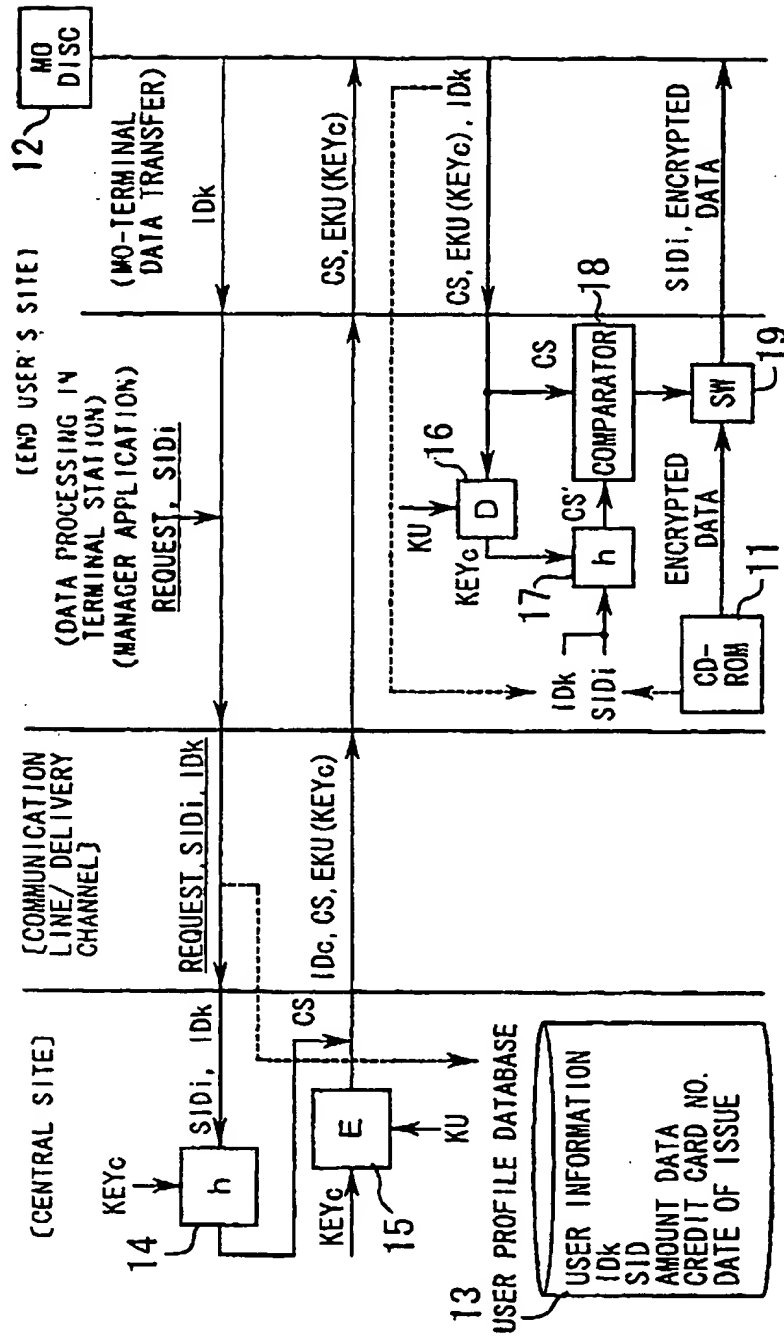 [CENTRAL SITE]
[COMMUNICATION
LINE/ DELIVERY
CHANNEL]
[END USER'S SITE]
(DATA PROCESSING IN
TERMINAL STATION)
(MANAGER APPLICATION)
REQUEST, SIDi
(MO-TERMINAL
DATA TRANSFER)
12
MO
DISC
IDk
REQUEST, SIDi, IDk
SIDi, IDk
KEYc
h
14
CS
E
15
KEYc
KU
IDc, CS, EKU(KEYc)
CS, EKU(KEYc)
CS, EKU(KEYc), IDk
16
D
KU
KEYc
CS
17
h
CS'
COMPARATOR
18
IDk
SIDi
CD-
ROM
11
ENCRYPTED
DATA
SW
19
SIDi, ENCRYPTED
DATA
13
USER PROFILE DATABASE
USER INFORMATION
IDk
SID
AMOUNT DATA
CREDIT CARD NO.
DATE OF ISSUE